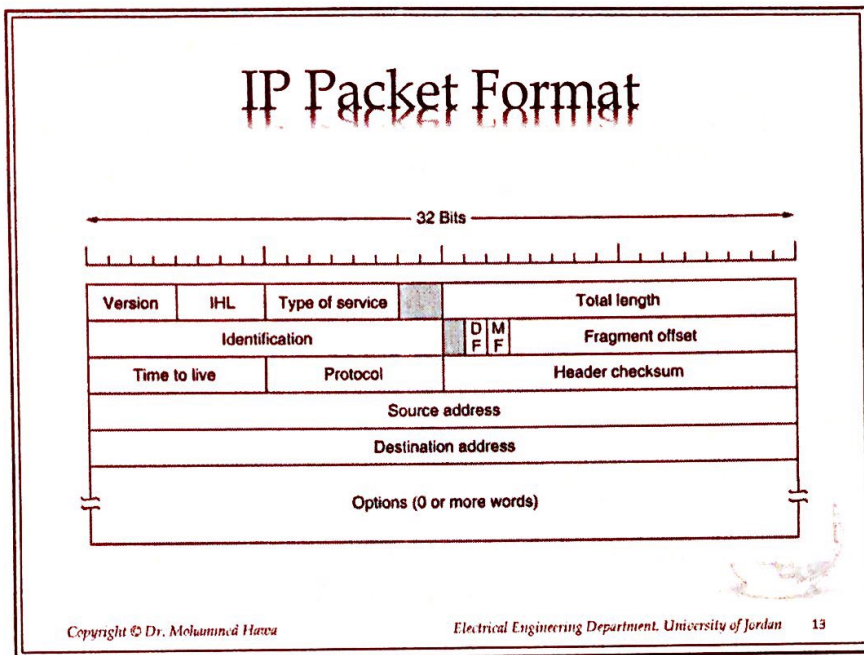 IP Packet Format
32 Bits
Version IHL Type of service Total length
Identification D F M F Fragment offset
Time to live Protocol Header checksum
Source address
Destination address
Options (0 or more words)
Copyright © Dr. Mohammed Hawa Electrical Engineering Department, University of Jordan 13